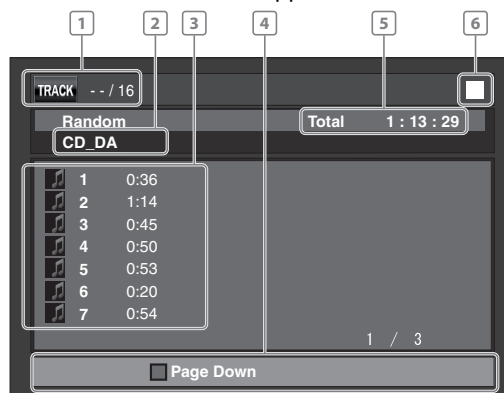 1 2 3 4 5 6
TRACK - - / 16
Random Total 1 : 13 : 29
CD_DA
1 0:36
2 1:14
3 0:45
4 0:50
5 0:53
6 0:20
7 0:54
1 / 3
Page Down